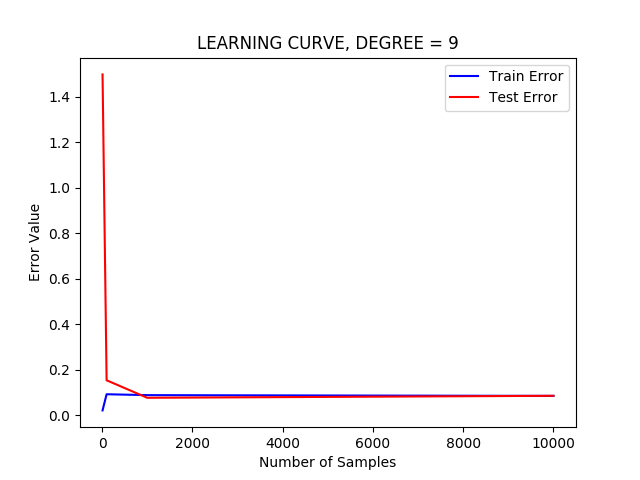 LEARNING CURVE, DEGREE = 9
Train Error
Test Error
Error Value
1.4
1.2
1.0
0.8
0.6
0.4
0.2
0.0
0 2000 4000 6000 8000 10000
Number of Samples